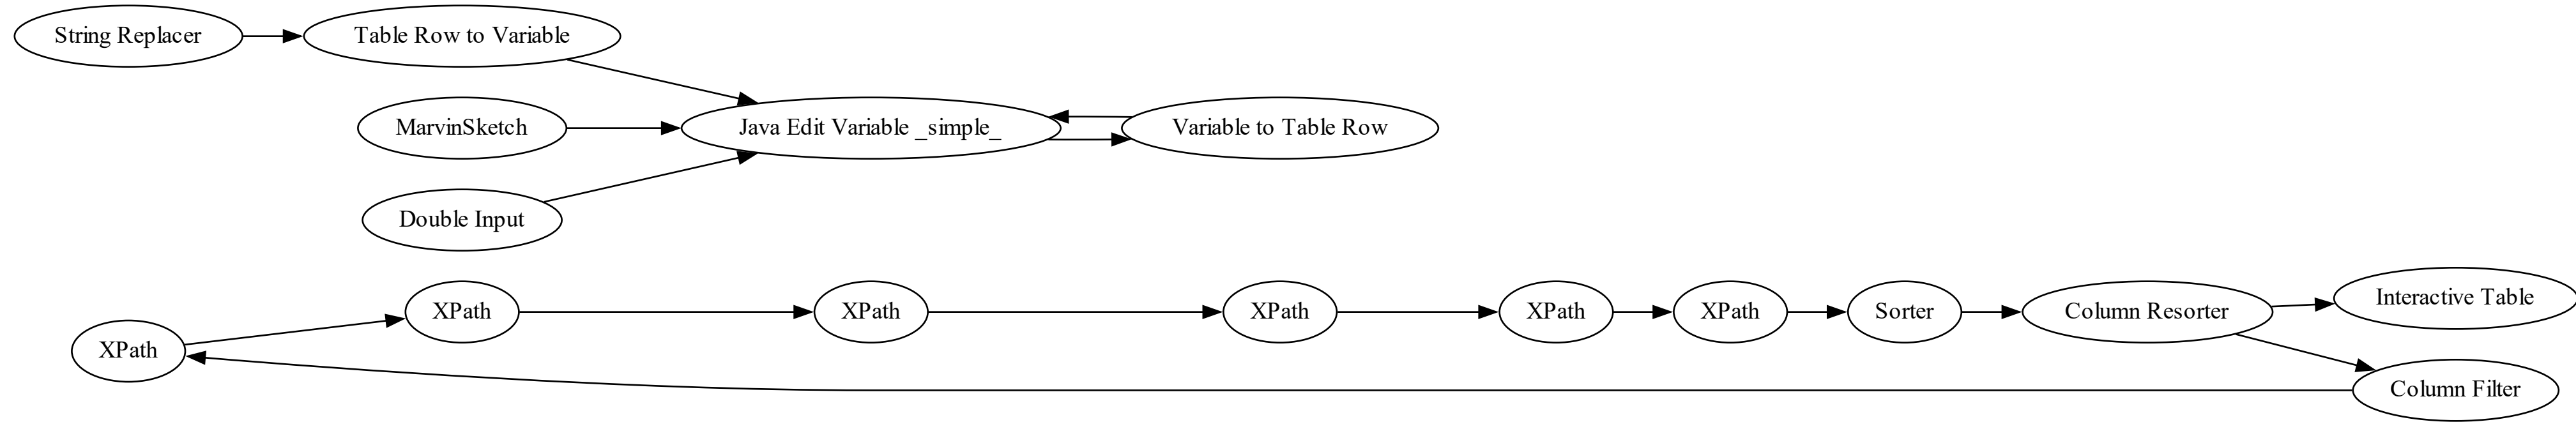 String Replacer
Table Row to Variable
MarvinSketch
Java Edit Variable _simple_
Variable to Table Row
Double Input
XPath
XPath
XPath
XPath
XPath
XPath
Sorter
Column Resorter
Interactive Table
Column Filter